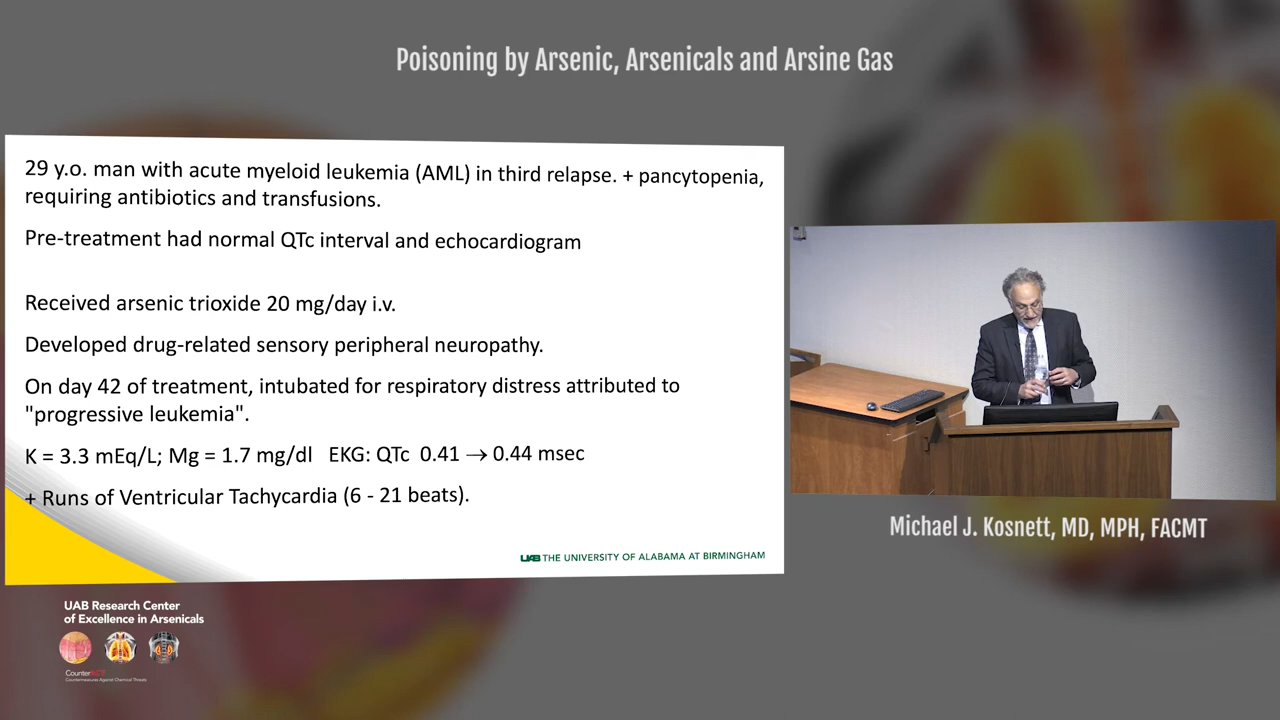 Poisoning by Arsenic, Arsenicals and Arsine Gas
29 y.o. man with acute myeloid leukemia (AML) in third relapse. + pancytopenia,
requiring antibiotics and transfusions.
Pre-treatment had normal QTc interval and echocardiogram
Received arsenic trioxide 20 mg/day i.v.
Developed drug-related sensory peripheral neuropathy.
On day 42 of treatment, intubated for respiratory distress attributed to
"progressive leukemia".
K = 3.3 mEq/L; Mg = 1.7 mg/dl EKG: QTc 0.41 → 0.44 msec
+ Runs of Ventricular Tachycardia (6 - 21 beats).
UAB THE UNIVERSITY OF ALABAMA AT BIRMINGHAM
Michael J. Kosnett, MD, MPH, FACMT
UAB Research Center
of Excellence in Arsenicals
CounterACT
Countermeasures Against Chemical Threats